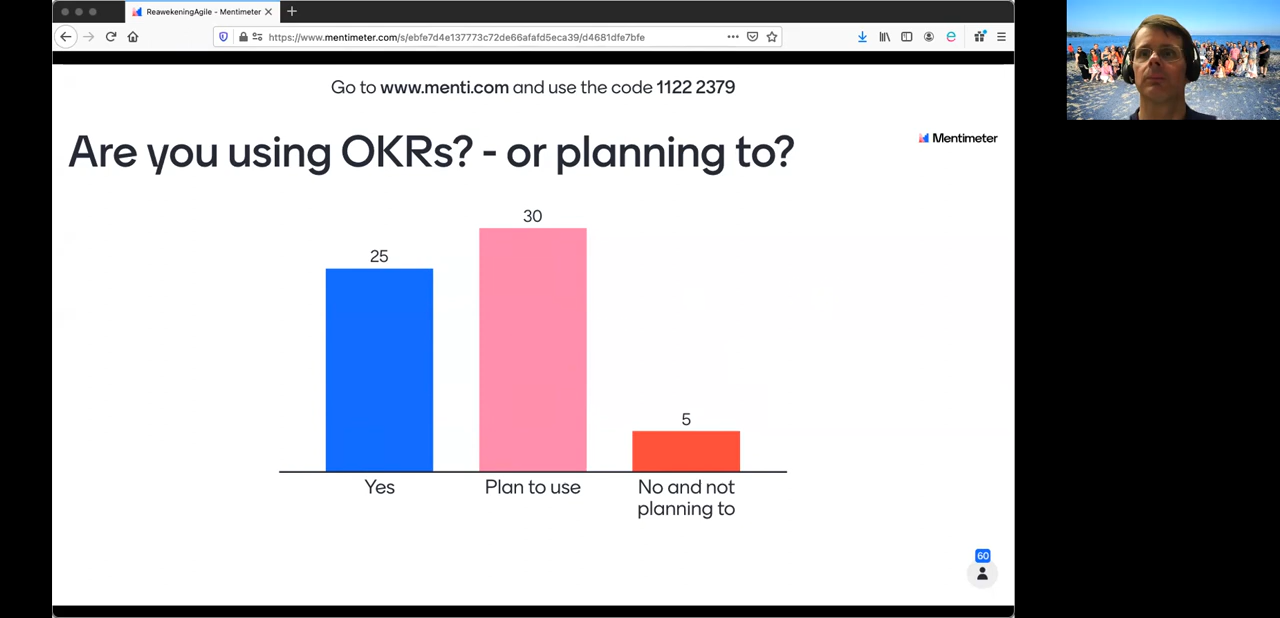 ReawekeningAgile - Mentimeter
https://www.mentimeter.com/s/ebfe7d4e137773c72de66afafd5eca39/d4681dfe7bfe
Go to www.menti.com and use the code 1122 2379
Are you using OKRs? - or planning to?
Mentimeter
30
25
5
Yes
Plan to use
No and not
planning to
60